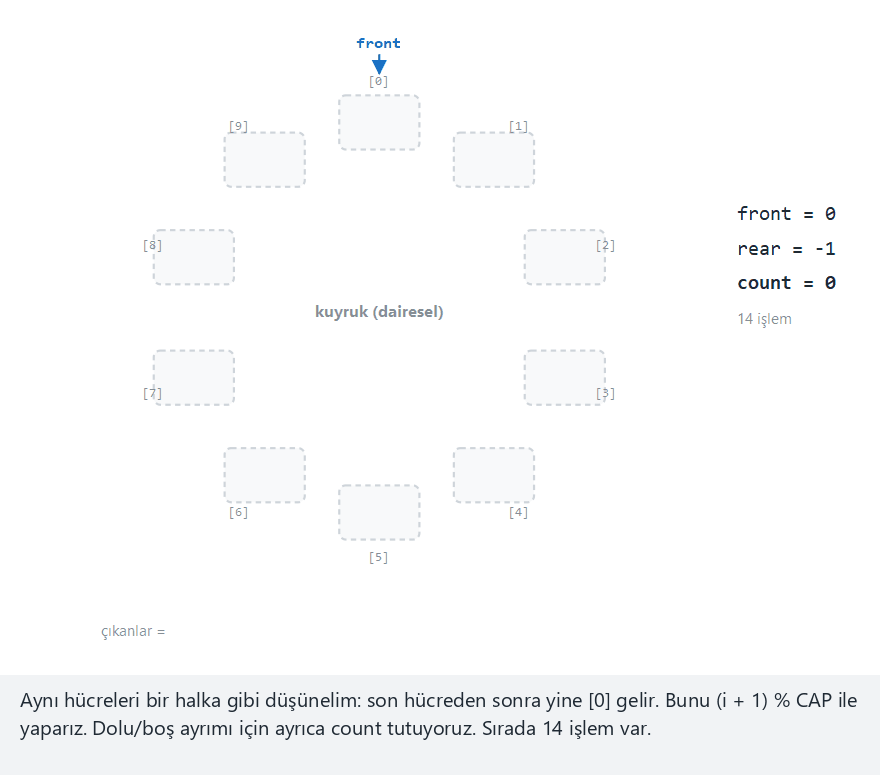 front
[0]
[9]
[1]
[8]
[2]
front = 0
rear = -1
count = 0
14 işlem
kuyruk (dairesel)
[7]
[3]
[6]
[4]
[5]
çıkanlar =
Aynı hücreleri bir halka gibi düşünelim: son hücreden sonra yine [0] gelir. Bunu (i + 1) % CAP ile
yaparız. Dolu/boş ayrımı için ayrıca count tutuyoruz. Sırada 14 işlem var.